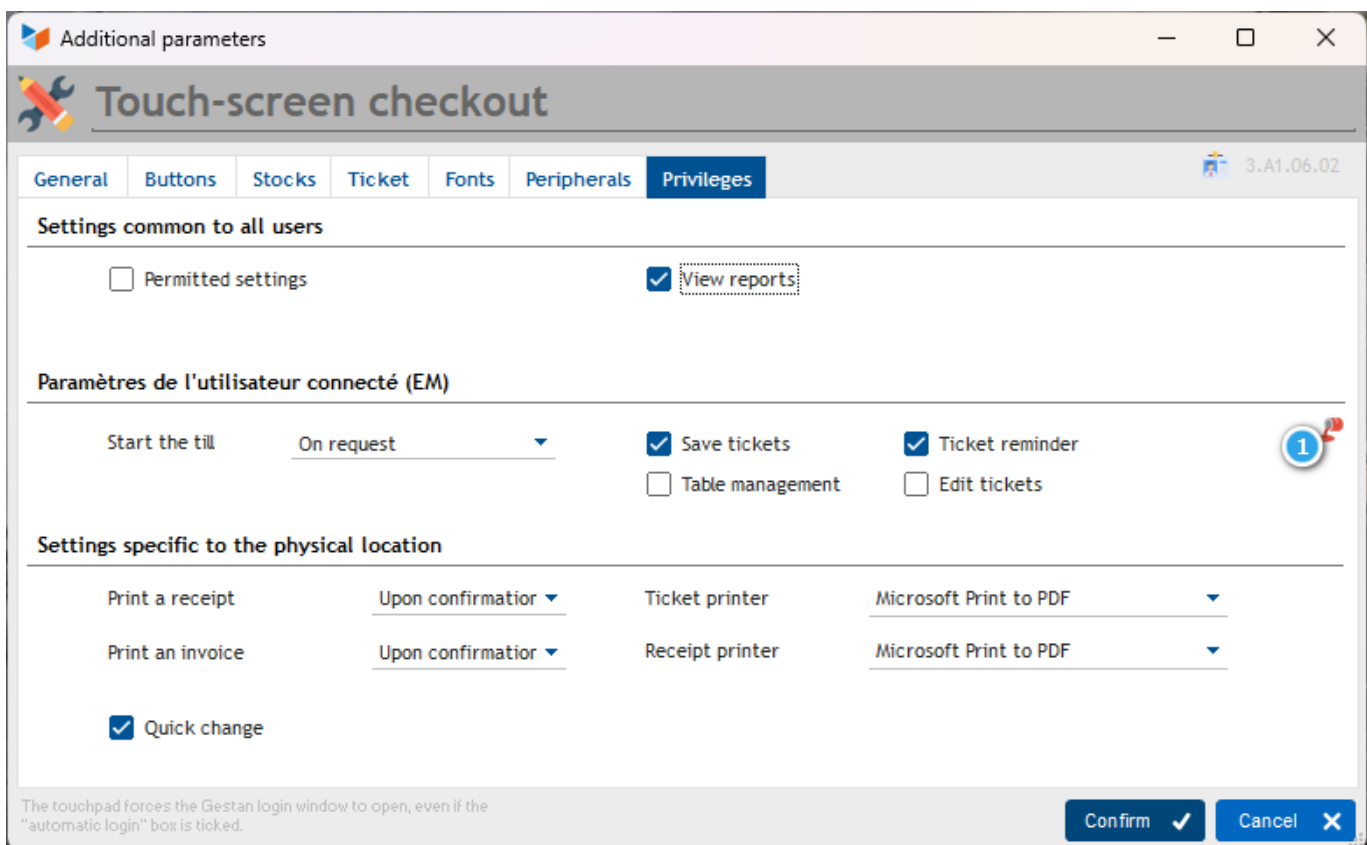 Additional parameters
Touch-screen checkout
General Buttons Stocks Ticket Fonts Peripherals Privileges 3.A1.06.02
Settings common to all users
Permitted settings View reports
Paramètres de l'utilisateur connecté (EM)
Start the till On request Save tickets Ticket reminder 1
Table management Edit tickets
Settings specific to the physical location
Print a receipt Upon confirmation Ticket printer Microsoft Print to PDF
Print an invoice Upon confirmation Receipt printer Microsoft Print to PDF
Quick change
The touchpad forces the Gestan login window to open, even if the
"automatic login" box is ticked.
Confirm Cancel